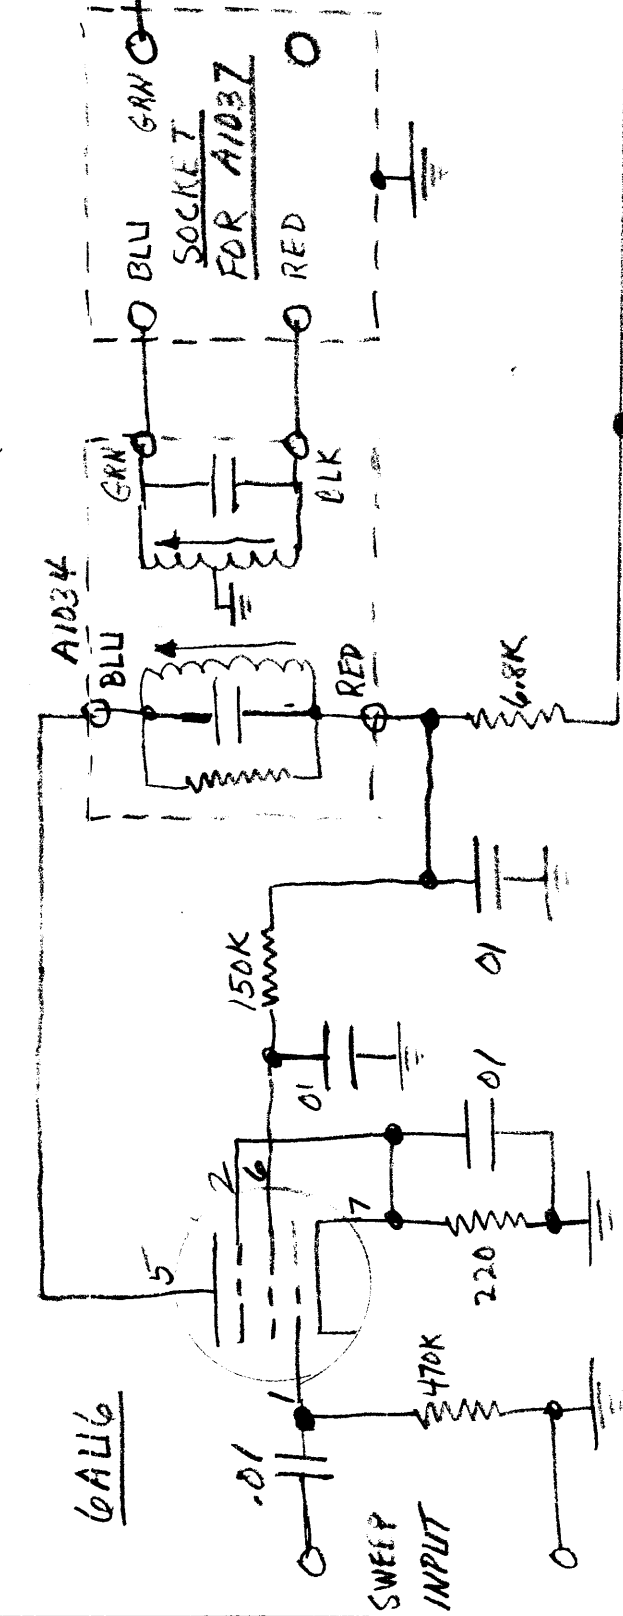 6AU6
SWEEP
INPUT
.01
470K
1
5
2
6
7
220
01
01
150K
01
A1034
BLU
RED
GRN
BLK
6.8K
BLU
GRN
SOCKET
FOR A1037
RED